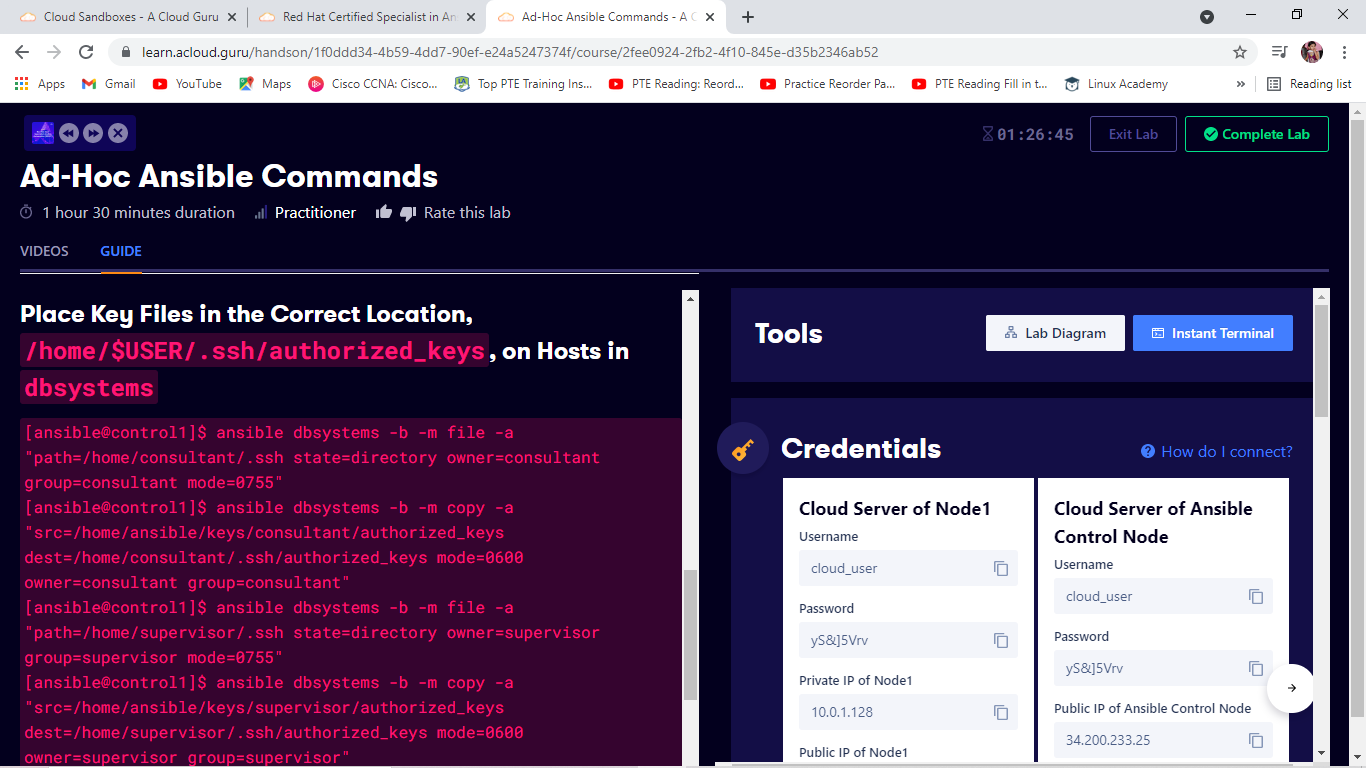 Cloud Sandboxes - A Cloud Guru
Red Hat Certified Specialist in An
Ad-Hoc Ansible Commands - A C
learn.acloud.guru/handson/1f0ddd34-4b59-4dd7-90ef-e24a5247374f/course/2fee0924-2fb2-4f10-845e-d35b2346ab52
Apps Gmail YouTube Maps Cisco CCNA: Cisco... Top PTE Training Ins... PTE Reading: Reord... Practice Reorder Pa... PTE Reading Fill in t... Linux Academy » Reading list
01:26:45 Exit Lab Complete Lab
Ad-Hoc Ansible Commands
1 hour 30 minutes duration Practitioner Rate this lab
VIDEOS GUIDE
Place Key Files in the Correct Location,
/home/$USER/.ssh/authorized_keys, on Hosts in
dbsystems
[ansible@control1]$ ansible dbsystems -b -m file -a
"path=/home/consultant/.ssh state=directory owner=consultant
group=consultant mode=0755"
[ansible@control1]$ ansible dbsystems -b -m copy -a
"src=/home/ansible/keys/consultant/authorized_keys
dest=/home/consultant/.ssh/authorized_keys mode=0600
owner=consultant group=consultant"
[ansible@control1]$ ansible dbsystems -b -m file -a
"path=/home/supervisor/.ssh state=directory owner=supervisor
group=supervisor mode=0755"
[ansible@control1]$ ansible dbsystems -b -m copy -a
"src=/home/ansible/keys/supervisor/authorized_keys
dest=/home/supervisor/.ssh/authorized_keys mode=0600
owner=supervisor group=supervisor"
Tools
Lab Diagram
Instant Terminal
Credentials
How do I connect?
Cloud Server of Node1
Username
cloud_user
Password
yS&]5Vrv
Private IP of Node1
10.0.1.128
Public IP of Node1
Cloud Server of Ansible
Control Node
Username
cloud_user
Password
yS&]5Vrv
Public IP of Ansible Control Node
34.200.233.25